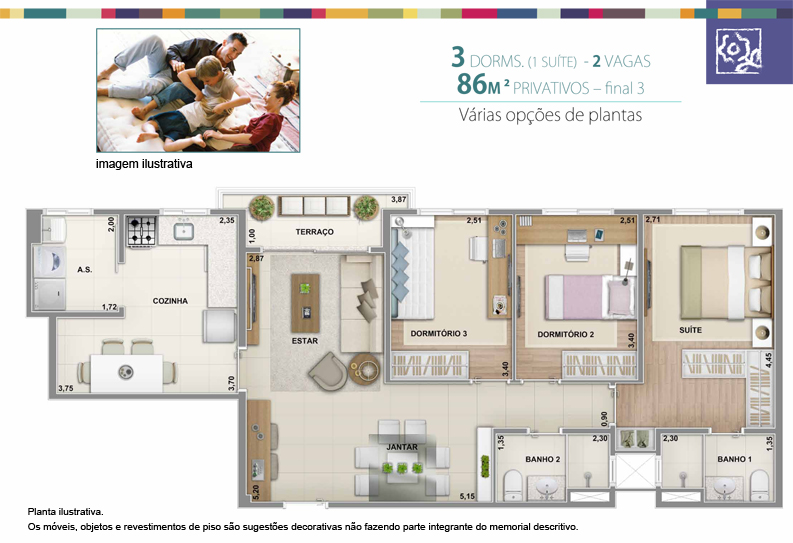 3 DORMS. (1 SUÍTE) - 2 VAGAS
86M² PRIVATIVOS – final 3
Várias opções de plantas
imagem ilustrativa
3,87
TERRAÇO
1,00
2,00
2,35
A.S.
1,72
COZINHA
3,75
3,70
2,87
ESTAR
2,51
DORMITÓRIO 3
3,40
2,51
DORMITÓRIO 2
3,40
2,71
SUÍTE
4,45
0,90
JANTAR
5,20
5,15
1,35
BANHO 2
2,30
2,30
BANHO 1
1,35
Planta ilustrativa.
Os móveis, objetos e revestimentos de piso são sugestões decorativas não fazendo parte integrante do memorial descritivo.